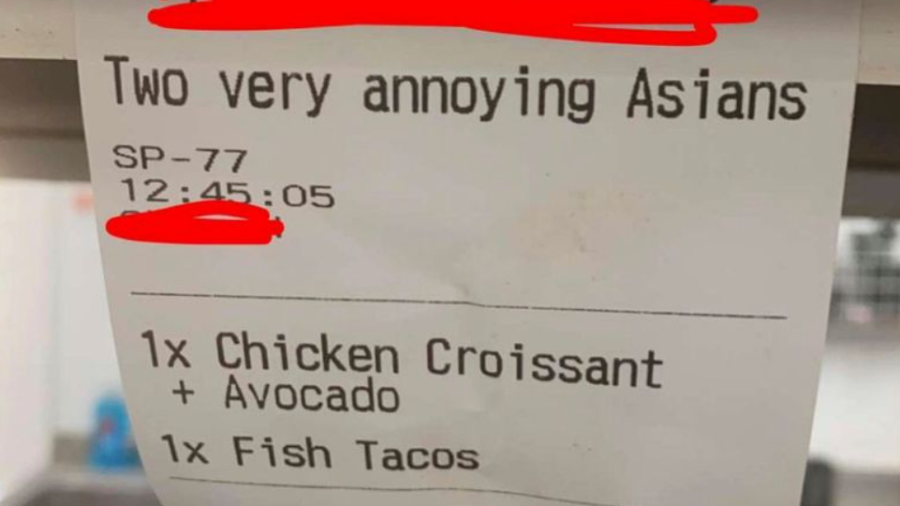 Two very annoying Asians
SP-77
12:45:05
1x Chicken Croissant
+ Avocado
1x Fish Tacos